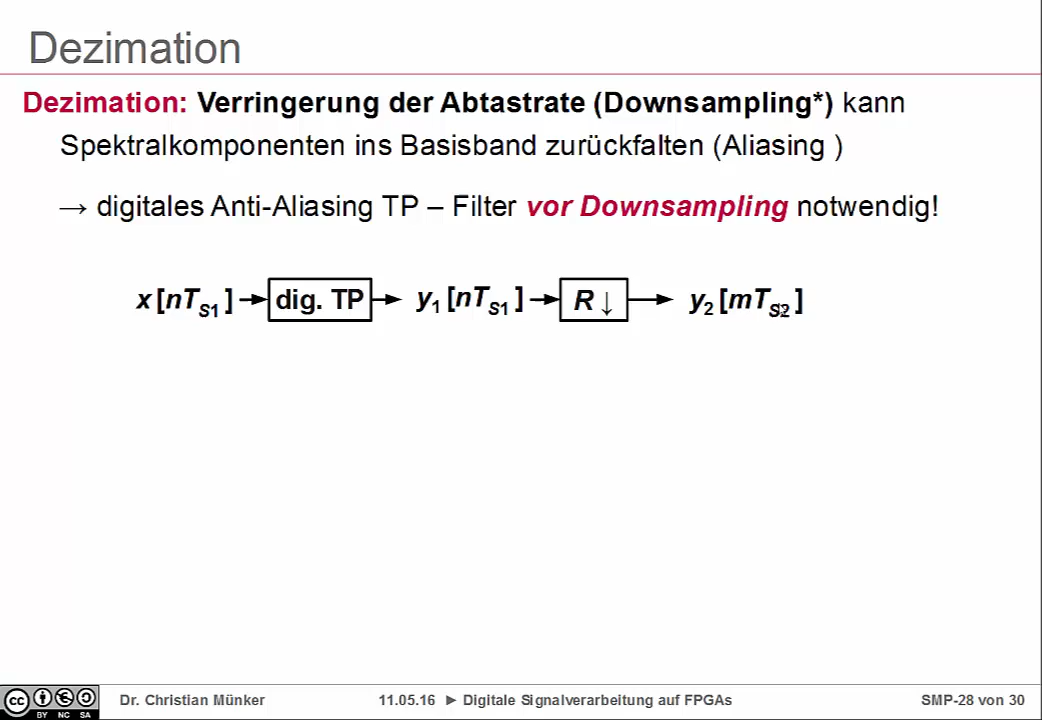 Dezimation
Dezimation: Verringerung der Abtastrate (Downsampling*) kann
Spektralkomponenten ins Basisband zurückfalten (Aliasing )
→ digitales Anti-Aliasing TP – Filter vor Downsampling notwendig!
x [nTS1 ] dig. TP y1 [nTS1 ] R ↓ y2 [mTS2 ]
cc BY NC SA Dr. Christian Münker 11.05.16 ► Digitale Signalverarbeitung auf FPGAs SMP-28 von 30